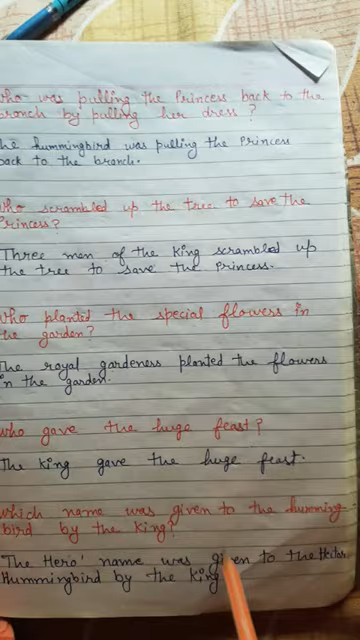 who was pulling the Princess back to the
branch by pulling her dress?
The hummingbird was pulling the Princess
back to the branch.
who scrambled up the tree to save the
Princess?
Three men of the king scrambled up
the tree to save the Princess.
who planted the special flowers in
the garden?
The royal gardeness planted the flowers
in the garden.
who gave the huge feast?
The king gave the huge feast.
which name was given to the humming-
bird by the king?
The Hero' name was given to the
Hummingbird by the king